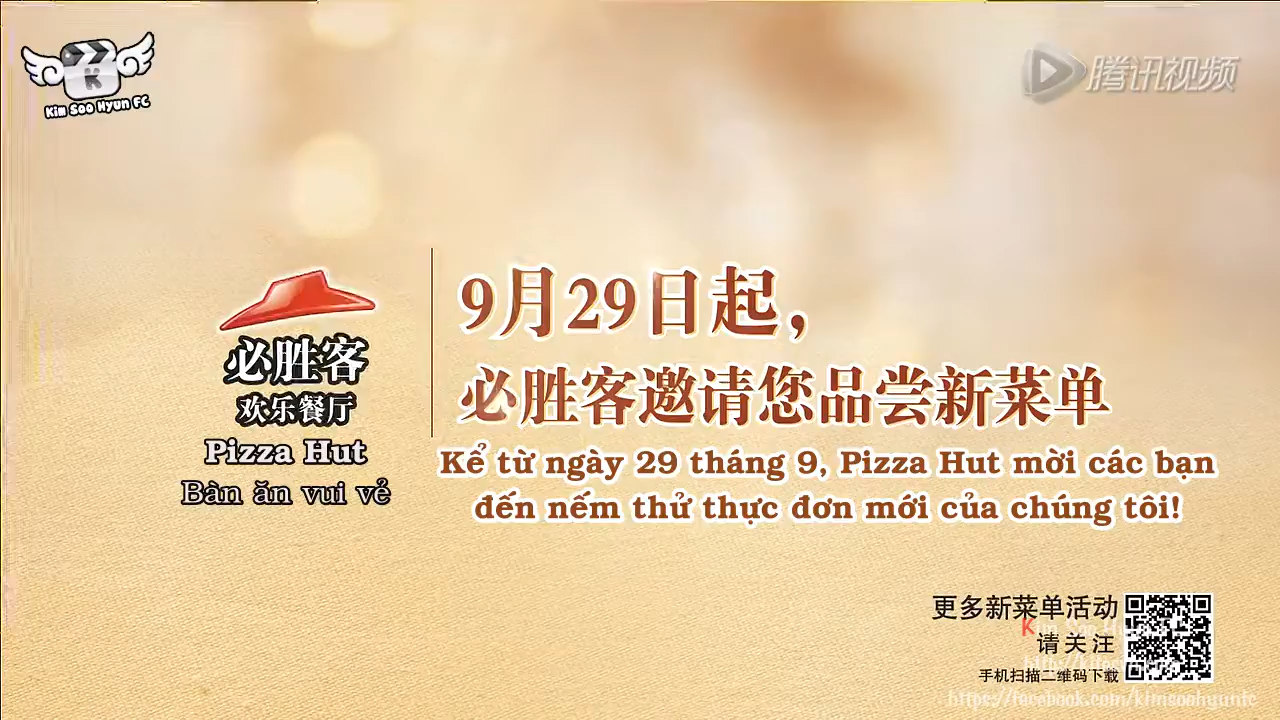 K
Kim Soo Hyun FC
腾讯视频
9月29日起，
必胜客邀请您品尝新菜单
必胜客
欢乐餐厅
Pizza Hut
Bàn ăn vui vẻ
Kể từ ngày 29 tháng 9, Pizza Hut mời các bạn
đến nếm thử thực đơn mới của chúng tôi!
更多新菜单活动
请关注
手机扫描二维码下载
https://facebook.com/kimsoohyunfc